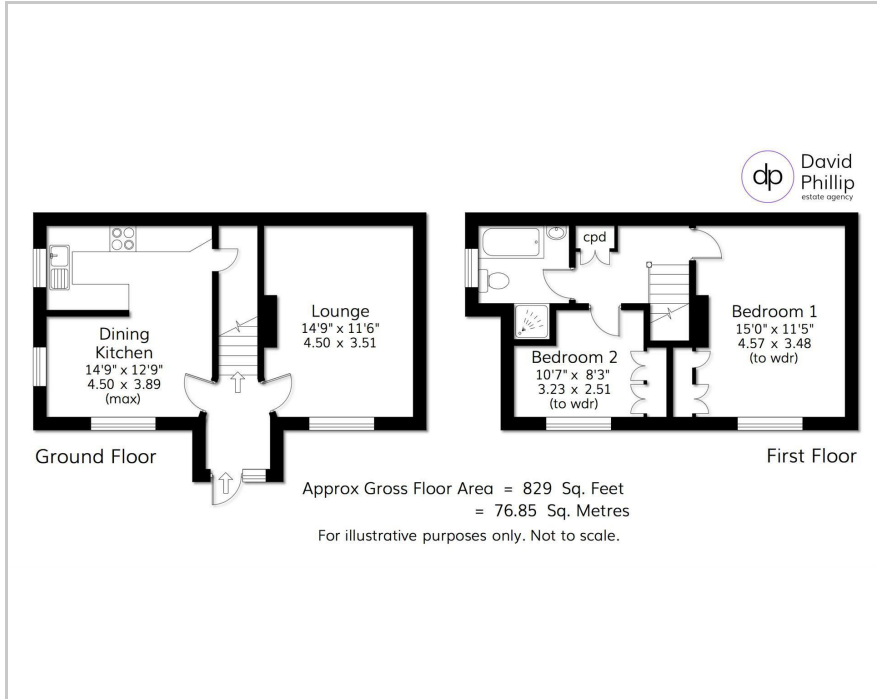 dp
David
Phillip
estate agency
Dining
Kitchen
14'9" x 12'9"
4.50 x 3.89
(max)
Lounge
14'9" x 11'6"
4.50 x 3.51
Ground Floor
cpd
Bedroom 1
15'0" x 11'5"
4.57 x 3.48
(to wdr)
Bedroom 2
10'7" x 8'3"
3.23 x 2.51
(to wdr)
First Floor
Approx Gross Floor Area = 829 Sq. Feet
= 76.85 Sq. Metres
For illustrative purposes only. Not to scale.